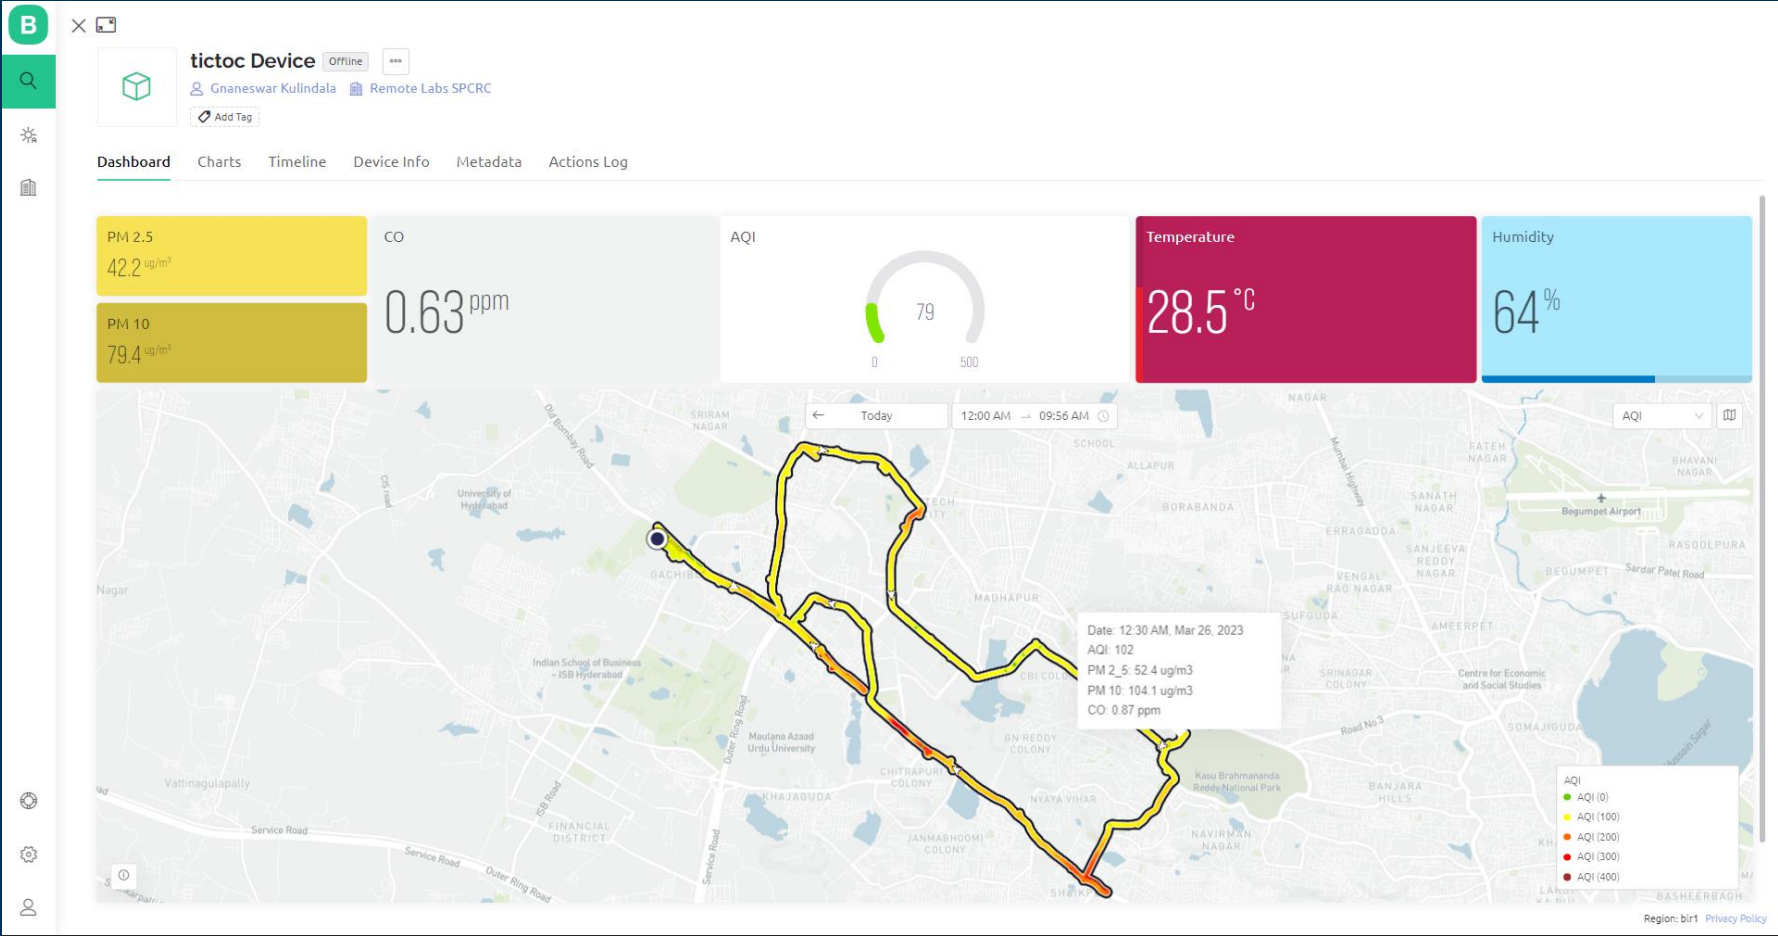 B
tictoc Device Offline
Gnaneswar Kulindala Remote Labs SPCRC
Add Tag
Dashboard Charts Timeline Device Info Metadata Actions Log
PM 2.5
42.2 ug/m³
PM 10
79.4 ug/m³
CO
0.63 ppm
AQI
79
0 500
Temperature
28.5 °C
Humidity
64 %
Today
12:00 AM → 09:56 AM
AQI
NAGAR
SRIRAM
NAGAR
Old Bombay Road
SCHOOL
Mumbai Highway
FATEH
NAGAR
BHAVANI
NAGAR
ALLAPUR
CIS road
University of
Hyderabad
SANATH
NAGAR
BORABANDA
Begumpet Airport
ERRAGADDA
RASOOLPURA
SANJEEVA
REDDY
NAGAR
BEGUMPET
Sardar Patel Road
VENGAL
RAO NAGAR
Nagar
MADHAPUR
AMEERPET
Date: 12:30 AM, Mar 26, 2023
AQI: 102
PM 2_5: 52.4 ug/m3
PM 10: 104.1 ug/m3
CO: 0.87 ppm
Indian School of Business
- ISB Hyderabad
SRINAGAR
COLONY
Centre for Economic
and Social Studies
Outer Ring Road
Road No 3
SOMAJIGUDA
Maulana Azaad
Urdu University
BN REDDY
COLONY
CHITRAPURI
COLONY
Kasu Brahmananda
Reddy National Park
BANJARA
HILLS
Vattinagulapally
ISB Road
KHAJAGUDA
NYAYA VIHAR
Service Road
FINANCIAL
DISTRICT
Service Road
JANMABHOOMI
COLONY
NAVIRMAN
NAGAR
Service Road
Outer Ring Road
AQI
AQI (0)
AQI (100)
AQI (200)
AQI (300)
AQI (400)
BASHEERBAGH
Region: blr1 Privacy Policy